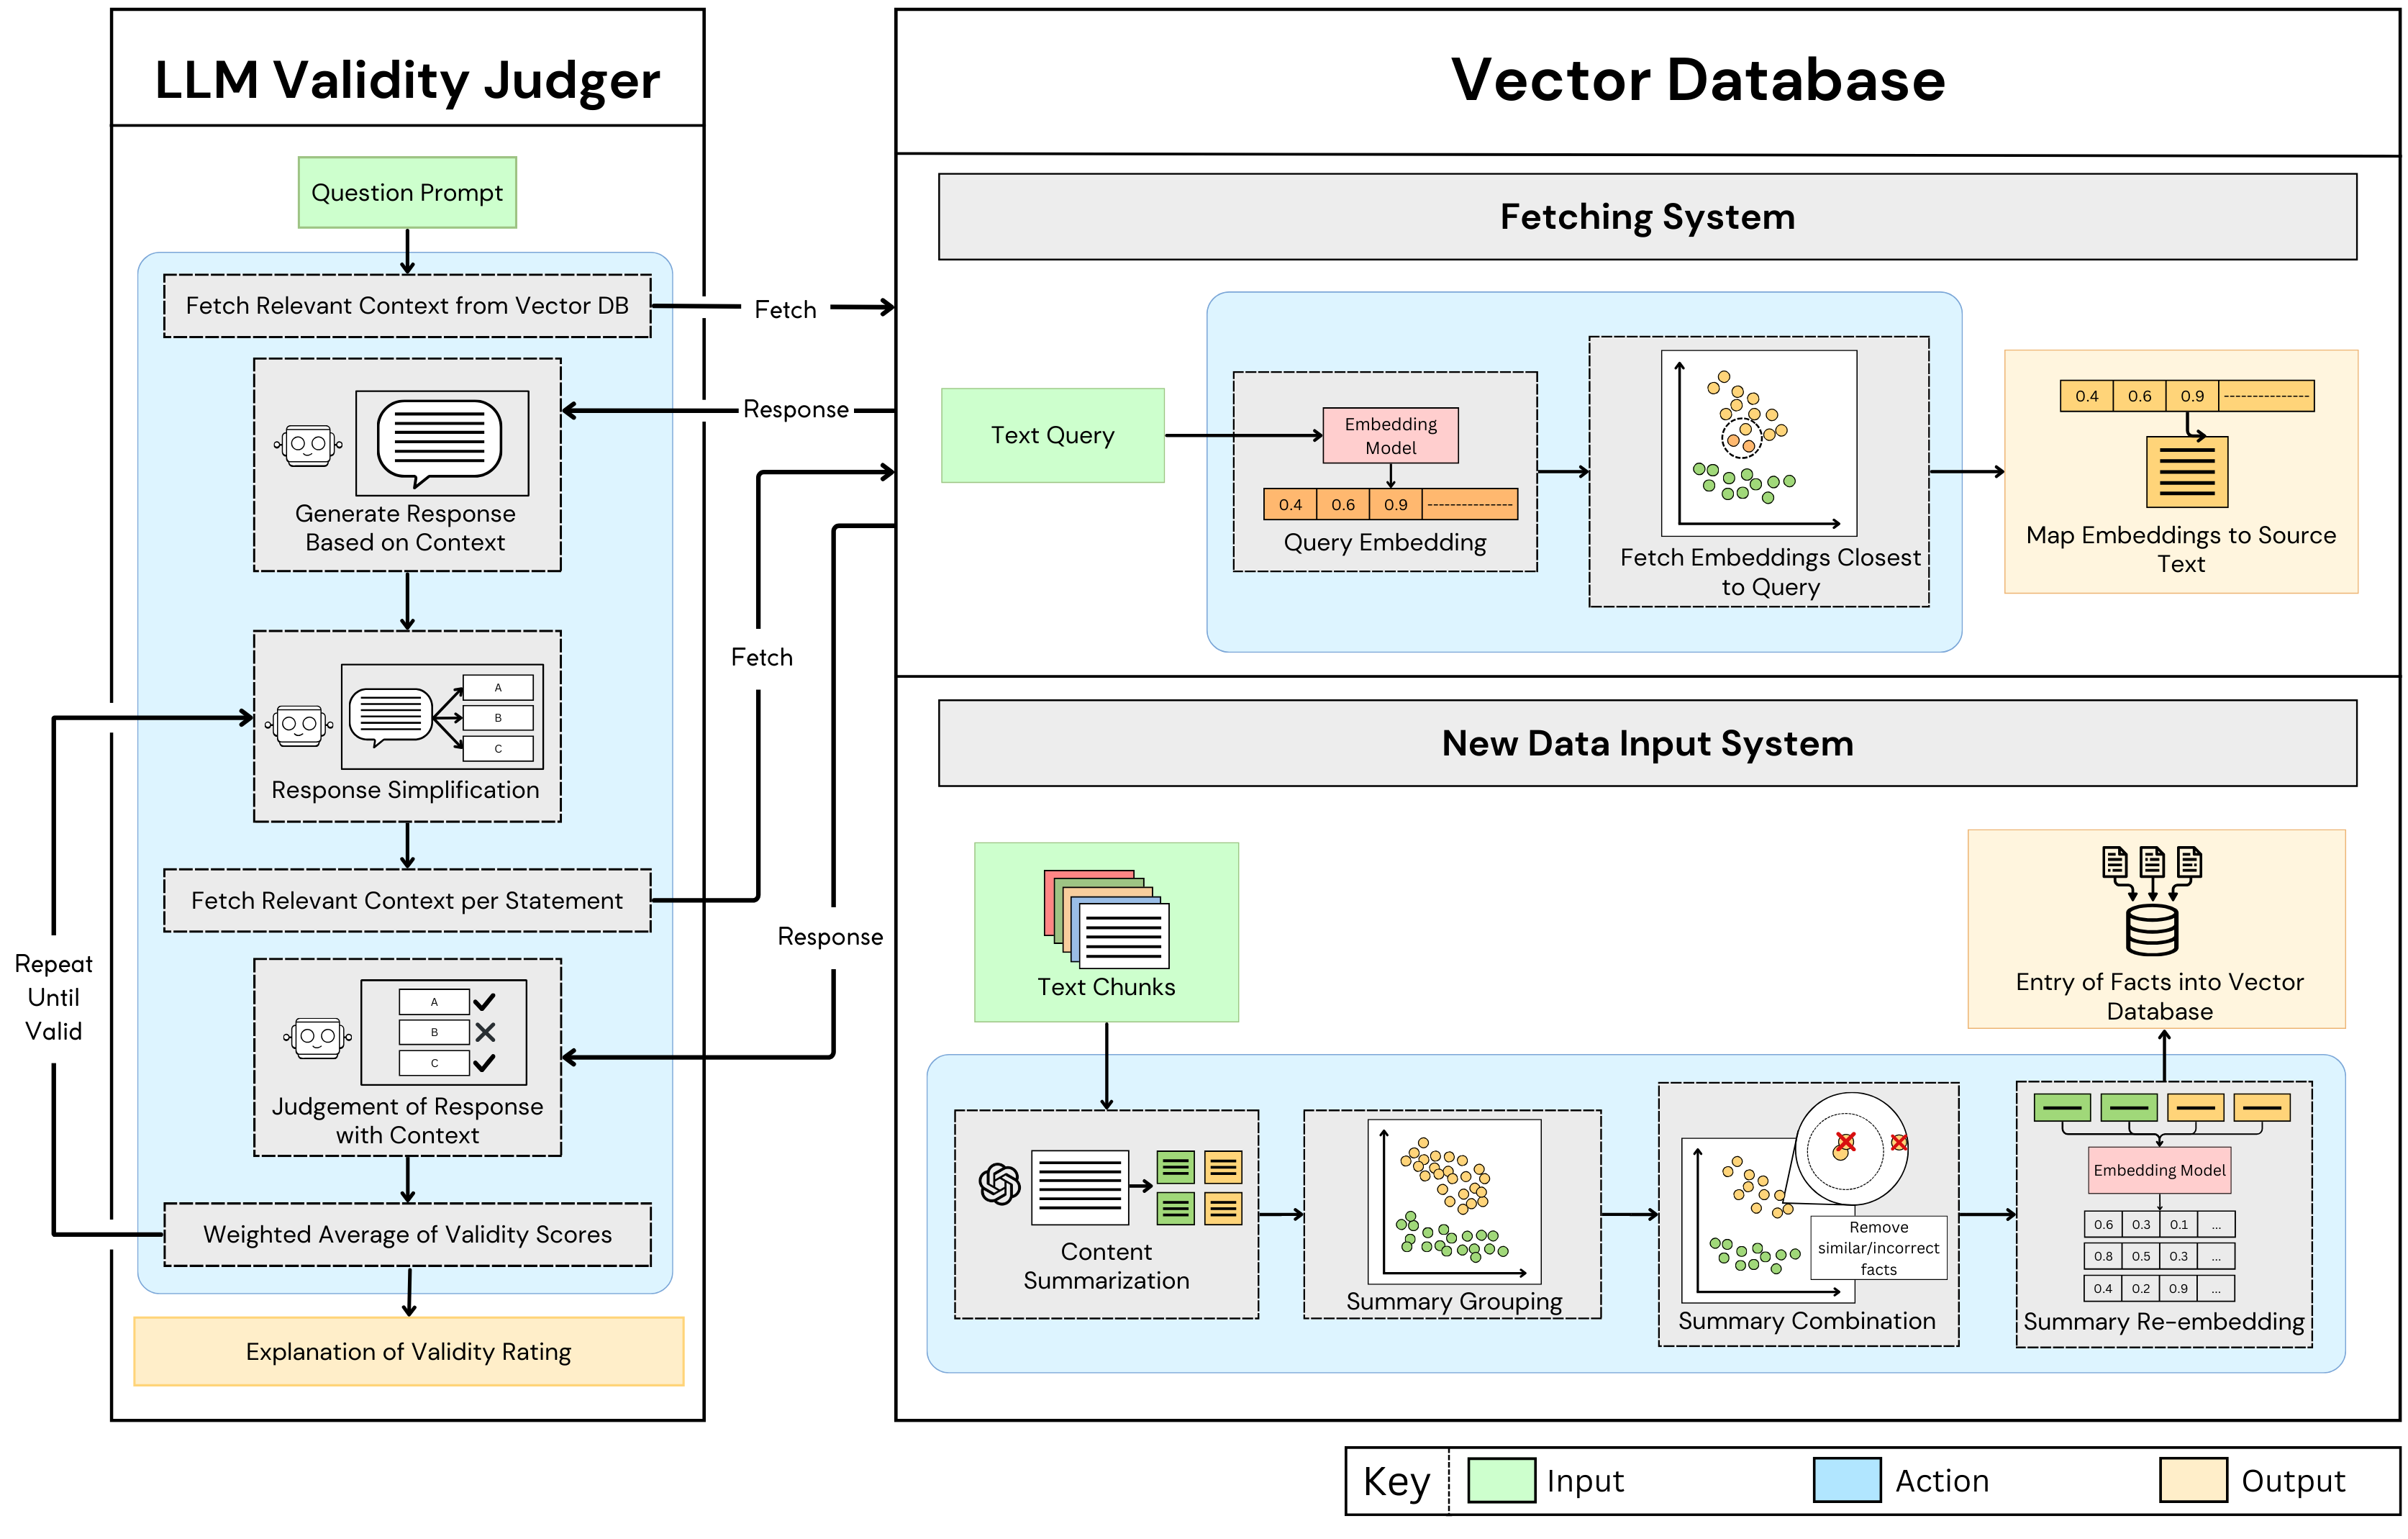 LLM Validity Judger
Question Prompt
Fetch Relevant Context from Vector DB
Generate Response
Based on Context
A
B
C
Response Simplification
Fetch Relevant Context per Statement
A
B
C
Judgement of Response
with Context
Weighted Average of Validity Scores
Explanation of Validity Rating
Repeat
Until
Valid
Fetch
Response
Fetch
Response
Vector Database
Fetching System
Text Query
Embedding
Model
0.4 0.6 0.9
Query Embedding
Fetch Embeddings Closest
to Query
0.4 0.6 0.9
Map Embeddings to Source
Text
New Data Input System
Text Chunks
Content
Summarization
Summary Grouping
Remove
similar/incorrect
facts
Summary Combination
Embedding Model
0.6 0.3 0.1 ...
0.8 0.5 0.3 ...
0.4 0.2 0.9 ...
Summary Re-embedding
Entry of Facts into Vector
Database
Key Input Action Output